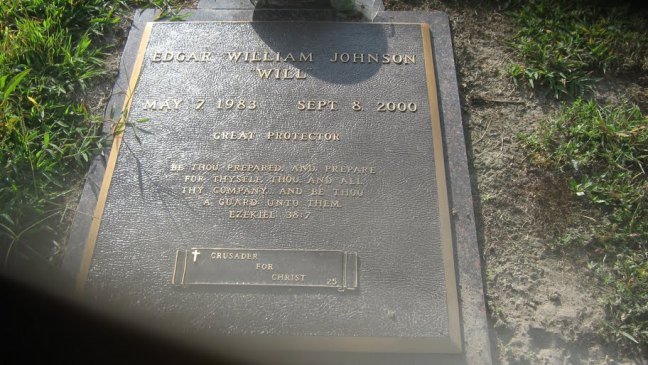 EDGAR WILLIAM JOHNSON
"WILL"
MAY 7 1983 SEPT 8, 2000
GREAT PROTECTOR
BE THOU PREPARED, AND PREPARE
FOR THYSELF, THOU AND ALL
THY COMPANY, AND BE THOU
A GUARD UNTO THEM.
EZEKIEL 38:7
CRUSADER
FOR
CHRIST 25